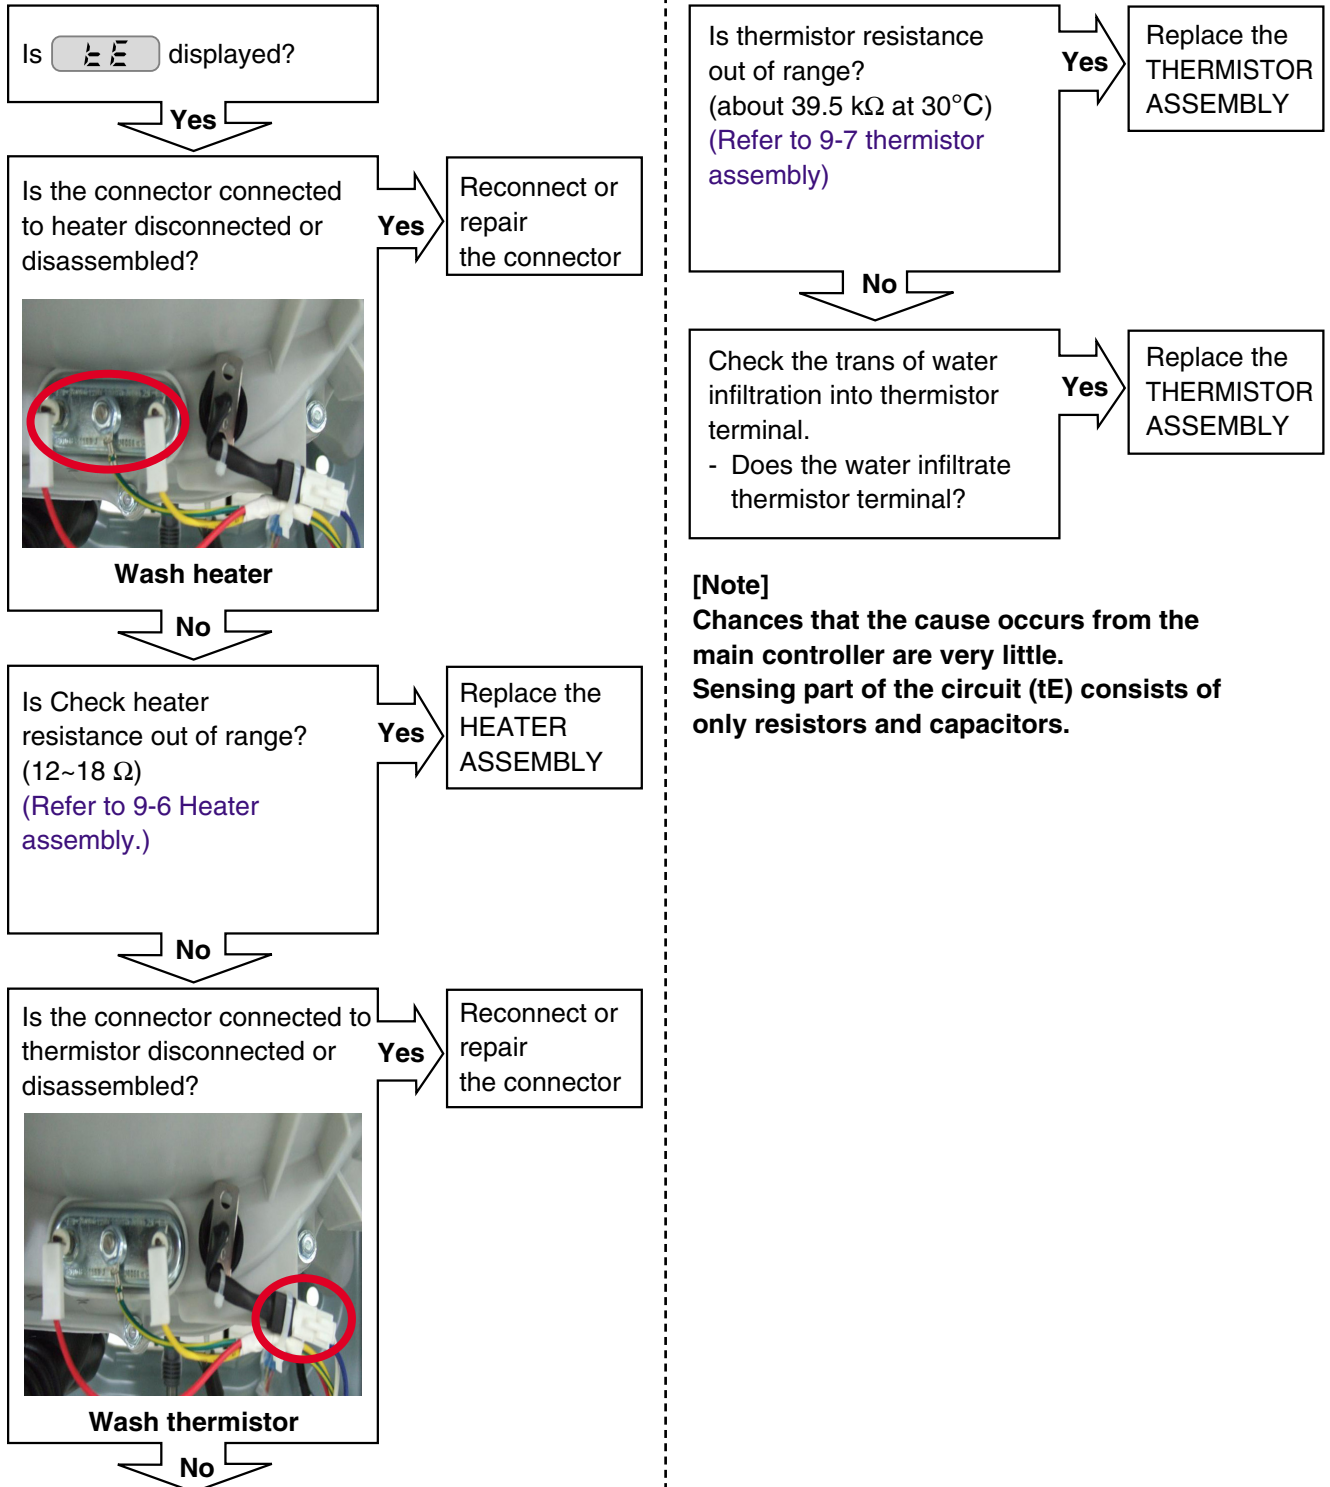 Is tE displayed?
Yes
Is the connector connected
to heater disconnected or
disassembled?
Yes
Reconnect or
repair
the connector
Wash heater
No
Is Check heater
resistance out of range?
(12~18 Ω)
(Refer to 9-6 Heater
assembly.)
Yes
Replace the
HEATER
ASSEMBLY
No
Is the connector connected to
thermistor disconnected or
disassembled?
Yes
Reconnect or
repair
the connector
Wash thermistor
No
Is thermistor resistance
out of range?
(about 39.5 kΩ at 30°C)
(Refer to 9-7 thermistor
assembly)
Yes
Replace the
THERMISTOR
ASSEMBLY
No
Check the trans of water
infiltration into thermistor
terminal.
- Does the water infiltrate
thermistor terminal?
Yes
Replace the
THERMISTOR
ASSEMBLY
[Note]
Chances that the cause occurs from the
main controller are very little.
Sensing part of the circuit (tE) consists of
only resistors and capacitors.